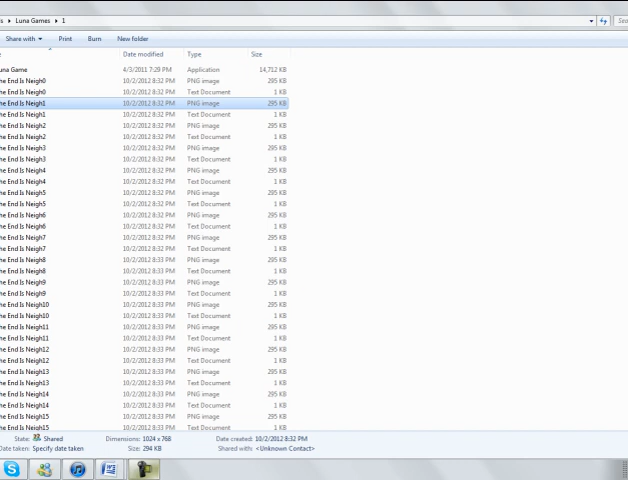 s ▸ Luna Games ▸ 1
Share with ▾ Print Burn New folder
Date modified Type Size
una Game 4/3/2011 7:29 PM Application 14,712 KB
he End Is Neigh0 10/2/2012 8:32 PM PNG image 295 KB
he End Is Neigh0 10/2/2012 8:32 PM Text Document 1 KB
he End Is Neigh1 10/2/2012 8:32 PM PNG image 295 KB
he End Is Neigh1 10/2/2012 8:32 PM Text Document 1 KB
he End Is Neigh2 10/2/2012 8:32 PM PNG image 295 KB
he End Is Neigh2 10/2/2012 8:32 PM Text Document 1 KB
he End Is Neigh3 10/2/2012 8:32 PM PNG image 295 KB
he End Is Neigh3 10/2/2012 8:32 PM Text Document 1 KB
he End Is Neigh4 10/2/2012 8:32 PM PNG image 295 KB
he End Is Neigh4 10/2/2012 8:32 PM Text Document 1 KB
he End Is Neigh5 10/2/2012 8:32 PM PNG image 295 KB
he End Is Neigh5 10/2/2012 8:32 PM Text Document 1 KB
he End Is Neigh6 10/2/2012 8:32 PM PNG image 295 KB
he End Is Neigh6 10/2/2012 8:32 PM Text Document 1 KB
he End Is Neigh7 10/2/2012 8:32 PM PNG image 295 KB
he End Is Neigh7 10/2/2012 8:32 PM Text Document 1 KB
he End Is Neigh8 10/2/2012 8:33 PM PNG image 295 KB
he End Is Neigh8 10/2/2012 8:33 PM Text Document 1 KB
he End Is Neigh9 10/2/2012 8:33 PM PNG image 295 KB
he End Is Neigh9 10/2/2012 8:33 PM Text Document 1 KB
he End Is Neigh10 10/2/2012 8:33 PM PNG image 295 KB
he End Is Neigh10 10/2/2012 8:33 PM Text Document 1 KB
he End Is Neigh11 10/2/2012 8:33 PM PNG image 295 KB
he End Is Neigh11 10/2/2012 8:33 PM Text Document 1 KB
he End Is Neigh12 10/2/2012 8:33 PM PNG image 295 KB
he End Is Neigh12 10/2/2012 8:33 PM Text Document 1 KB
he End Is Neigh13 10/2/2012 8:33 PM PNG image 295 KB
he End Is Neigh13 10/2/2012 8:33 PM Text Document 1 KB
he End Is Neigh14 10/2/2012 8:33 PM PNG image 295 KB
he End Is Neigh14 10/2/2012 8:33 PM Text Document 1 KB
he End Is Neigh15 10/2/2012 8:33 PM PNG image 295 KB
he End Is Neigh15 10/2/2012 8:33 PM Text Document 1 KB
State: Shared Dimensions: 1024 x 768 Date created: 10/2/2012 8:32 PM
Date taken: Specify date taken Size: 294 KB Shared with: <Unknown Contact>